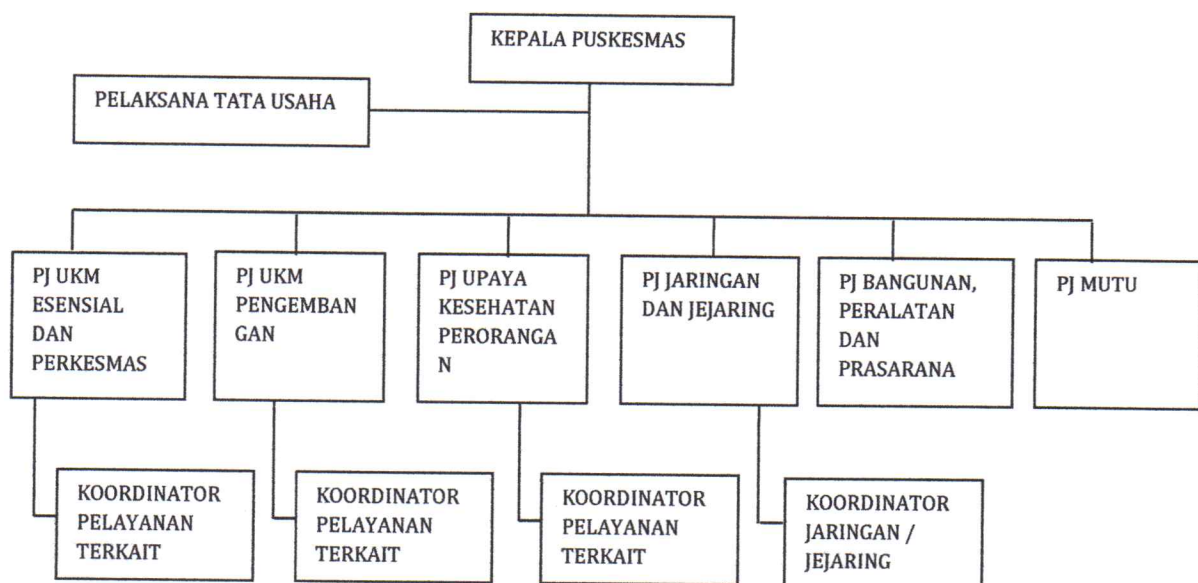 KEPALA PUSKESMAS
PELAKSANA TATA USAHA
PJ UKM
ESENSIAL
DAN
PERKESMAS
PJ UKM
PENGEMBAN
GAN
PJ UPAYA
KESEHATAN
PERORANGA
N
PJ JARINGAN
DAN JEJARING
PJ BANGUNAN,
PERALATAN
DAN
PRASARANA
PJ MUTU
KOORDINATOR
PELAYANAN
TERKAIT
KOORDINATOR
PELAYANAN
TERKAIT
KOORDINATOR
PELAYANAN
TERKAIT
KOORDINATOR
JARINGAN /
JEJARING